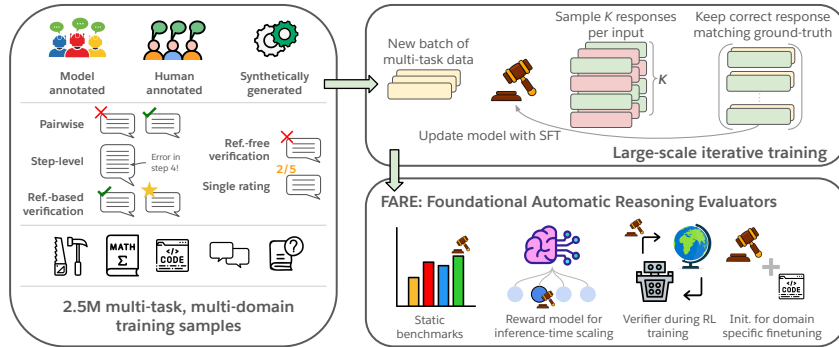 Model
annotated
Human
annotated
Synthetically
generated
Pairwise
Step-level
Error in
step 4!
Ref.-based
verification
Ref.-free
verification
2/5
Single rating
MATH
Σ
</>
CODE
?
2.5M multi-task, multi-domain
training samples
New batch of
multi-task data
Sample K responses
per input
K
Keep correct response
matching ground-truth
Update model with SFT
Large-scale iterative training
FARE: Foundational Automatic Reasoning Evaluators
Static
benchmarks
Reward model for
inference-time scaling
Verifier during RL
training
</>
CODE
Init. for domain
specific finetuning